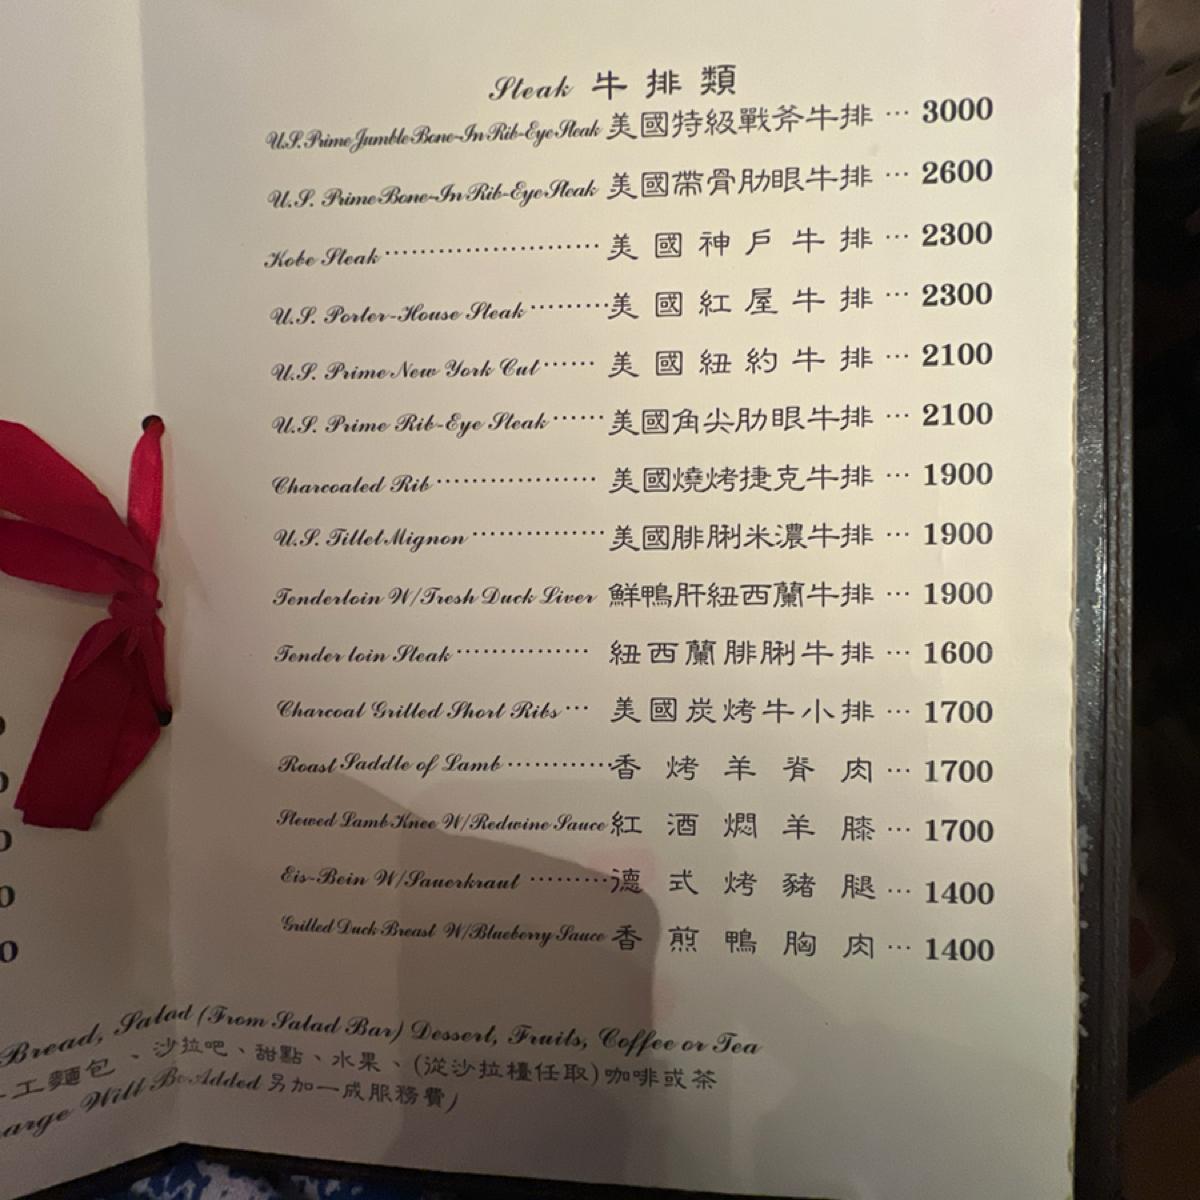 Steak 牛排類
U.S. Prime Jumble Bone-In Rib-Eye Steak 美國特級戰斧牛排 ··· 3000
U.S. Prime Bone-In Rib-Eye Steak 美國帶骨肋眼牛排 ··· 2600
Kobe Steak ······················· 美國神戶牛排 ··· 2300
U.S. Porter-House Steak ········· 美國紅屋牛排 ··· 2300
U.S. Prime New York Cut ······ 美國紐約牛排 ··· 2100
U.S. Prime Rib-Eye Steak ······ 美國角尖肋眼牛排 ··· 2100
Charcoaled Rib ·················· 美國燒烤捷克牛排 ··· 1900
U.S. Tillet Mignon ··············· 美國腓脷米濃牛排 ··· 1900
Tenderloin W/Tresh Duck Liver 鮮鴨肝紐西蘭牛排 ··· 1900
Tender loin Steak ··············· 紐西蘭腓脷牛排 ··· 1600
Charcoal Grilled Short Ribs ··· 美國炭烤牛小排 ··· 1700
Roast Saddle of Lamb ············ 香烤羊脊肉 ··· 1700
Stewed Lamb Knee W/Redwine Sauce 紅酒燜羊膝 ··· 1700
Eis-Bein W/Sauerkraut ········· 德式烤豬腿 ··· 1400
Grilled Duck Breast W/Blueberry Sauce 香煎鴨胸肉 ··· 1400
Bread, Salad (From Salad Bar) Dessert, Fruits, Coffee or Tea
工麵包、沙拉吧、甜點、水果、(從沙拉檯任取)咖啡或茶
arge Will Be Added 另加一成服務費)